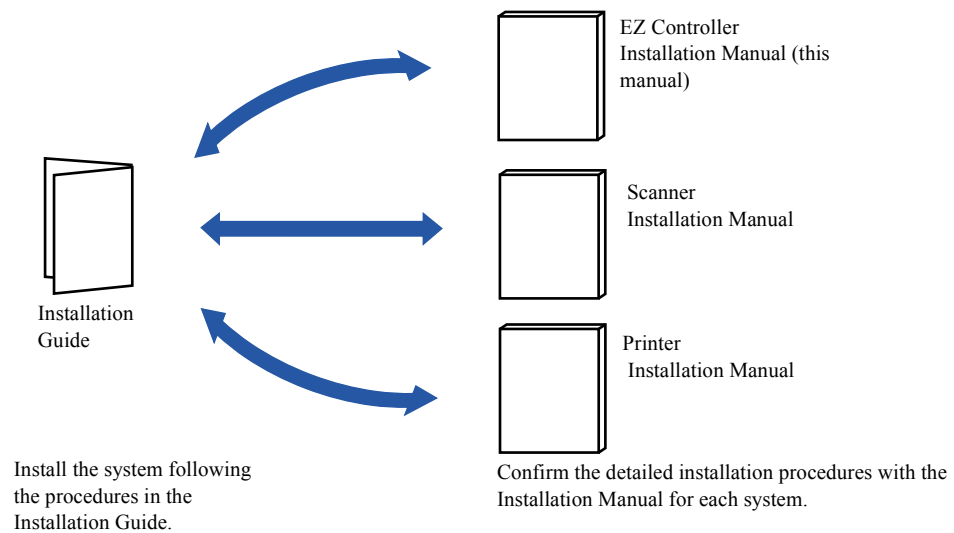 EZ Controller
Installation Manual (this
manual)
Scanner
Installation Manual
Installation
Guide
Printer
Installation Manual
Install the system following
the procedures in the
Installation Guide.
Confirm the detailed installation procedures with the
Installation Manual for each system.